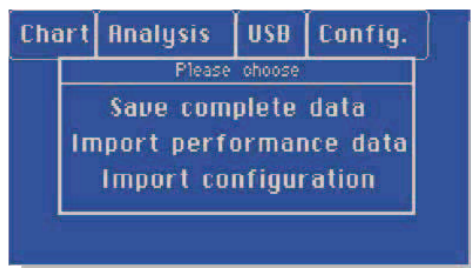 Chart Analysis USB Config.
Please choose
Save complete data
Import performance data
Import configuration